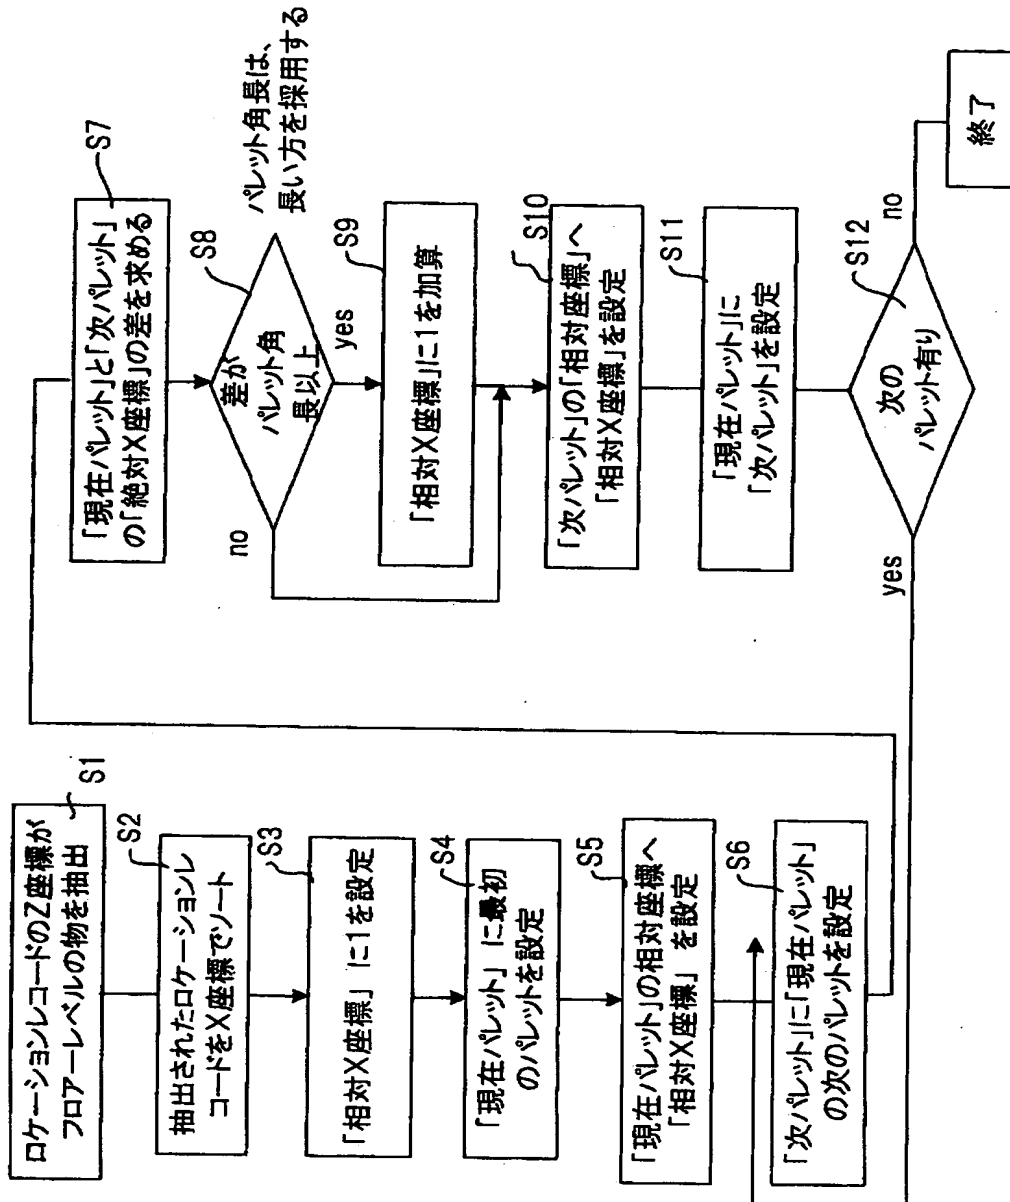 ロケーションレコードのZ座標が
フロアーレベルの物を抽出
S1
抽出されたロケーションレ
コードをX座標でソート
S2
「相対X座標」に1を設定
S3
「現在パレット」に最初
のパレットを設定
S4
「現在パレット」の相対座標へ
「相対X座標」を設定
S5
「次パレット」に「現在パレット」
の次のパレットを設定
S6
「現在パレット」と「次パレット」
の「絶対X座標」の差を求める
S7
差が
パレット角
長以上
S8
パレット角長は、
長い方を採用する
no
yes
「相対X座標」に1を加算
S9
「次パレット」の「相対座標」へ
「相対X座標」を設定
S10
「現在パレット」に
「次パレット」を設定
S11
次の
パレット有り
S12
yes
no
終了